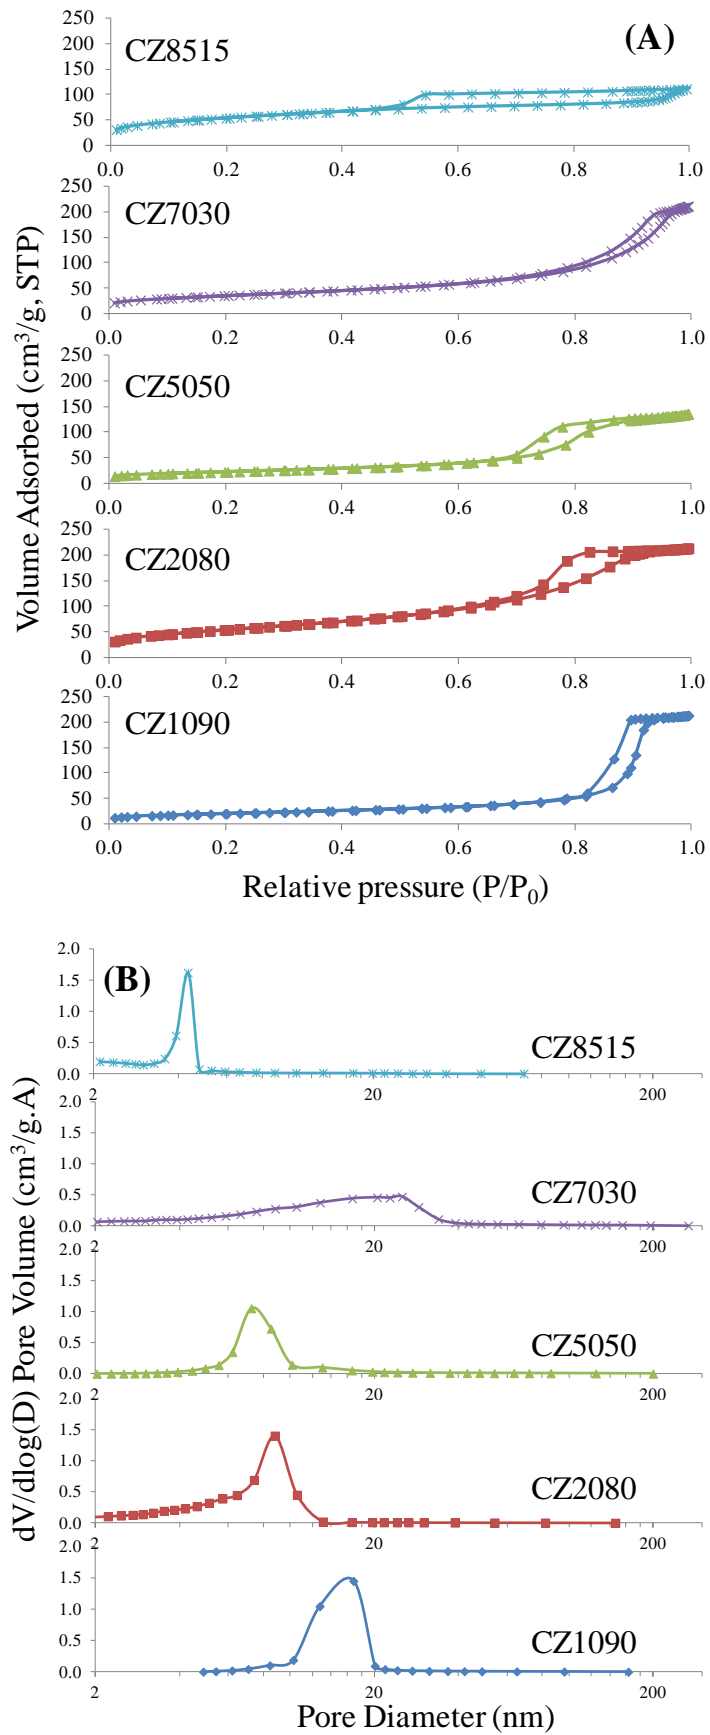 (A)
Volume Adsorbed (cm³/g, STP)
250
200
150
100
50
0
CZ8515
0.0 0.2 0.4 0.6 0.8 1.0
250
200
150
100
50
0
CZ7030
0.0 0.2 0.4 0.6 0.8 1.0
250
200
150
100
50
0
CZ5050
0.0 0.2 0.4 0.6 0.8 1.0
250
200
150
100
50
0
CZ2080
0.0 0.2 0.4 0.6 0.8 1.0
250
200
150
100
50
0
CZ1090
0.0 0.2 0.4 0.6 0.8 1.0
Relative pressure (P/P₀)
(B)
dV/dlog(D) Pore Volume (cm³/g.A)
2.0
1.5
1.0
0.5
0.0
CZ8515
2 20 200
2.0
1.5
1.0
0.5
0.0
CZ7030
2 20 200
2.0
1.5
1.0
0.5
0.0
CZ5050
2 20 200
2.0
1.5
1.0
0.5
0.0
CZ2080
2 20 200
2.0
1.5
1.0
0.5
0.0
CZ1090
2 20 200
Pore Diameter (nm)